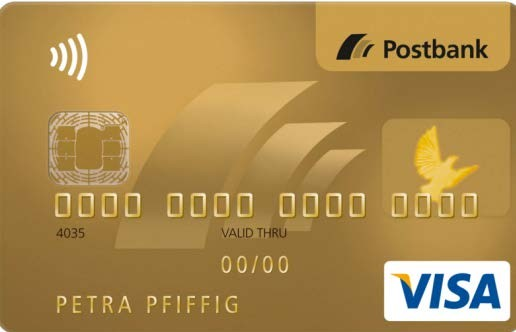 Postbank
0000 0000 0000 0000
4035 VALID THRU
00/00
PETRA PFIFFIG
VISA